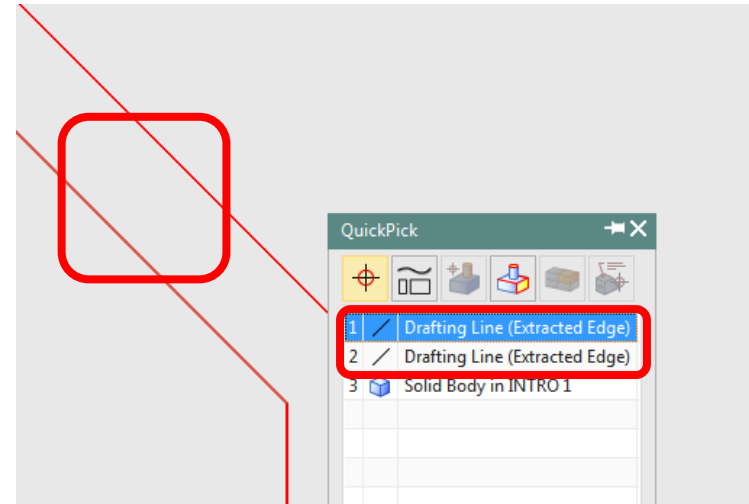 QuickPick
1 Drafting Line (Extracted Edge)
2 Drafting Line (Extracted Edge)
3 Solid Body in INTRO 1